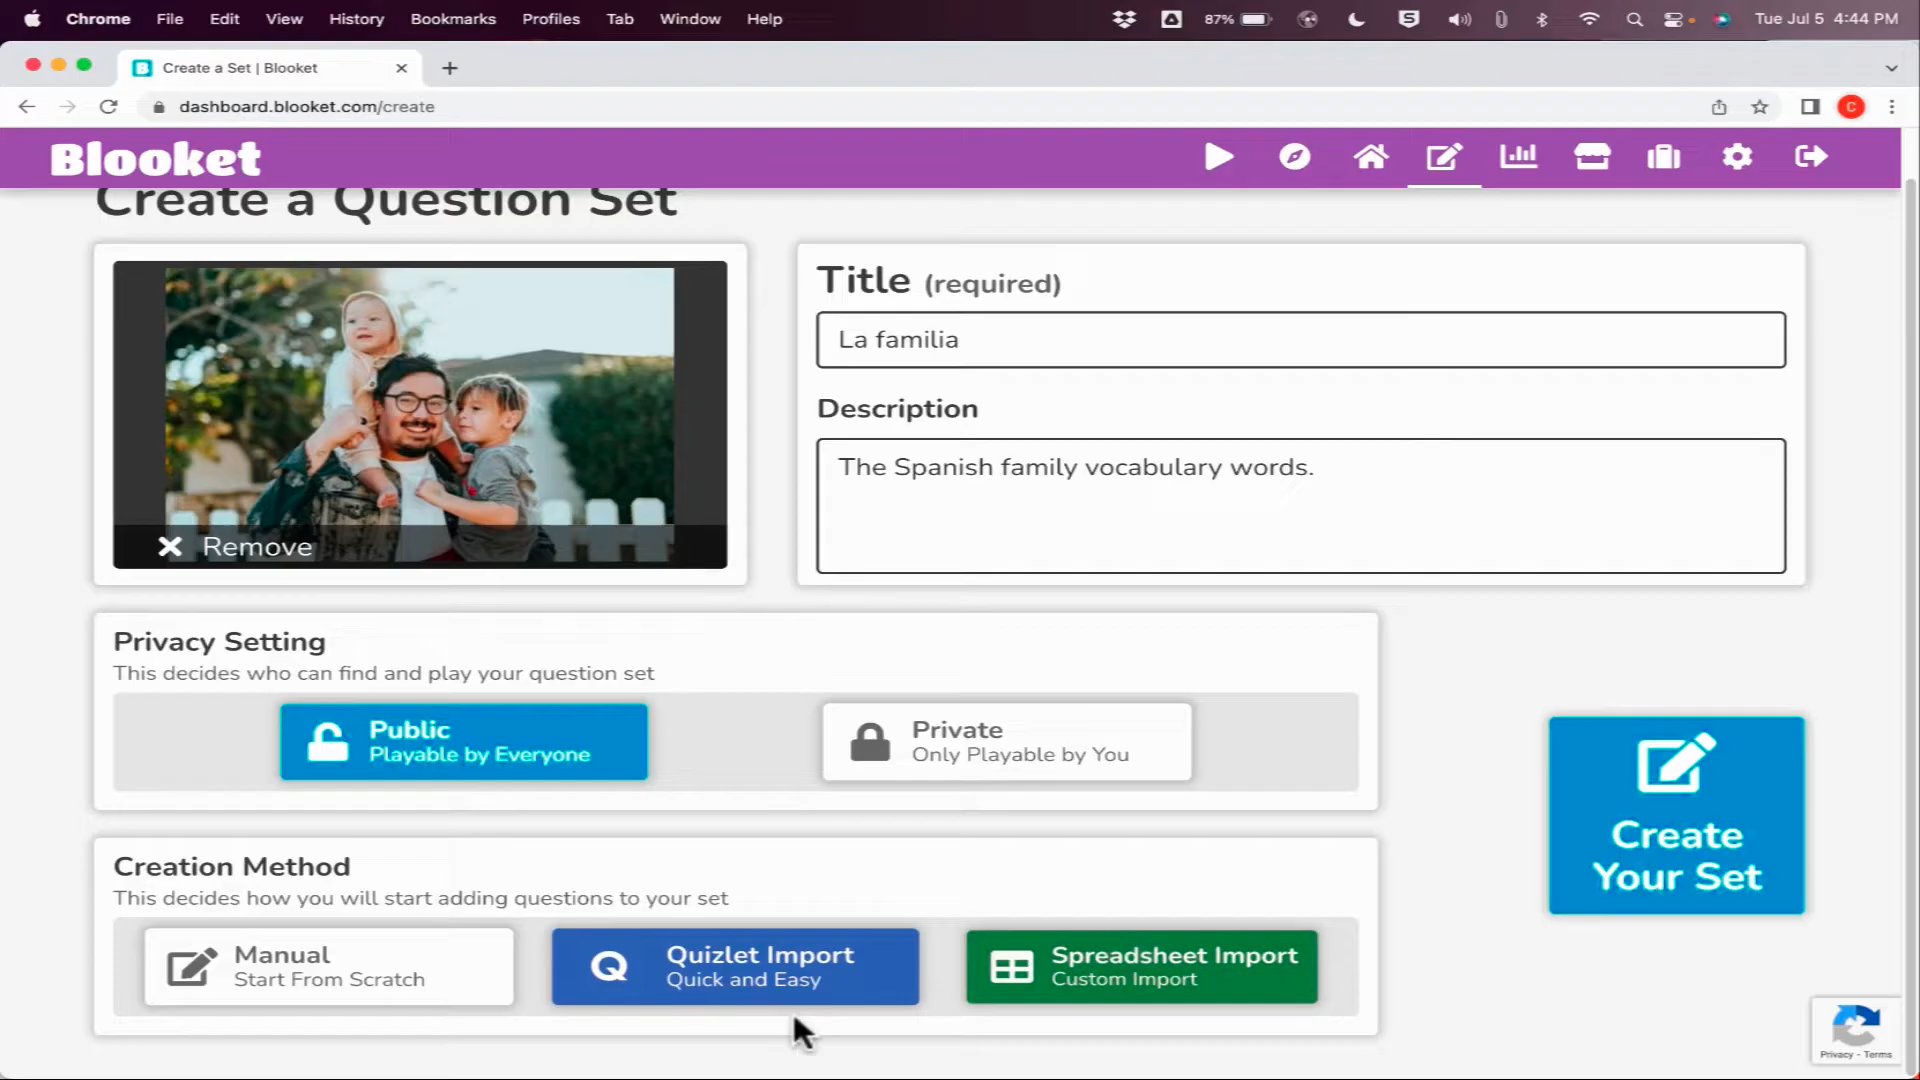 Chrome File Edit View History Bookmarks Profiles Tab Window Help 87% Tue Jul 5 4:44 PM
Create a Set | Blooket
dashboard.blooket.com/create
C
Blooket
Create a Question Set
Title (required)
La familia
Description
The Spanish family vocabulary words.
Remove
Privacy Setting
This decides who can find and play your question set
Public
Playable by Everyone
Private
Only Playable by You
Create
Your Set
Creation Method
This decides how you will start adding questions to your set
Manual
Start From Scratch
Quizlet Import
Quick and Easy
Spreadsheet Import
Custom Import
Privacy - Terms